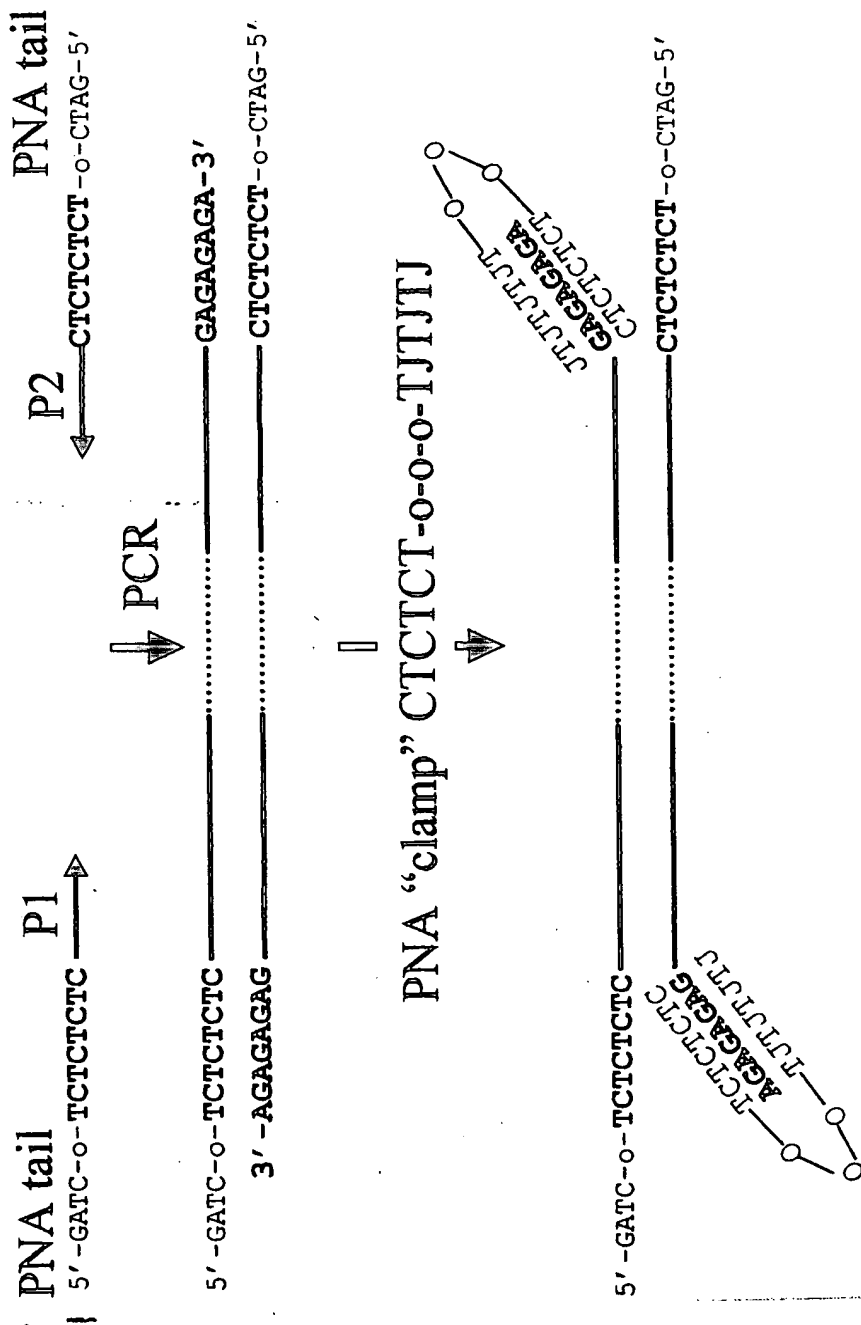 PNA tail P1 P2 PNA tail
5'-GATC-o-TCTCTCTC CTCTCTCT-o-CTAG-5'
PCR
5'-GATC-o-TCTCTCTC GAGAGAGA-3'
3'-AGAGAGAG CTCTCTCT-o-CTAG-5'
PNA “clamp” CTCTCT-o-o-o-TJTJTJ
JTJTJTJT
GAGAGAGA
CTCTCTCT
5'-GATC-o-TCTCTCTC
CTCTCTCT-o-CTAG-5'
TCTCTCTC
AGAGAGAG
TJTJTJTJ